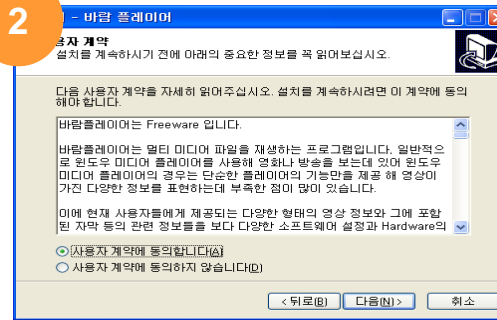 2
- 바람 플레이어
사용자 계약
설치를 계속하시기 전에 아래의 중요한 정보를 꼭 읽어보십시오.
다음 사용자 계약을 자세히 읽어주십시오. 설치를 계속하시려면 이 계약에 동의
해야 합니다.
바람플레이어는 Freeware 입니다.
바람플레이어는 멀티 미디어 파일을 재생하는 프로그램입니다. 일반적으
로 윈도우 미디어 플레이어를 사용해 영화나 방송을 보는데 있어 윈도우
미디어 플레이어의 경우는 단순한 플레이어의 기능만을 제공 해 영상이
가진 다양한 정보를 표현하는데 부족한 점이 많이 있습니다.
이에 현재 사용자들에게 제공되는 다양한 형태의 영상 정보와 그에 포함
된 자막 등의 관련 정보들을 보다 다양한 소프트웨어 설정과 Hardware의
사용자 계약에 동의합니다(A)
사용자 계약에 동의하지 않습니다(D)
< 뒤로(B) 다음(N) > 취소